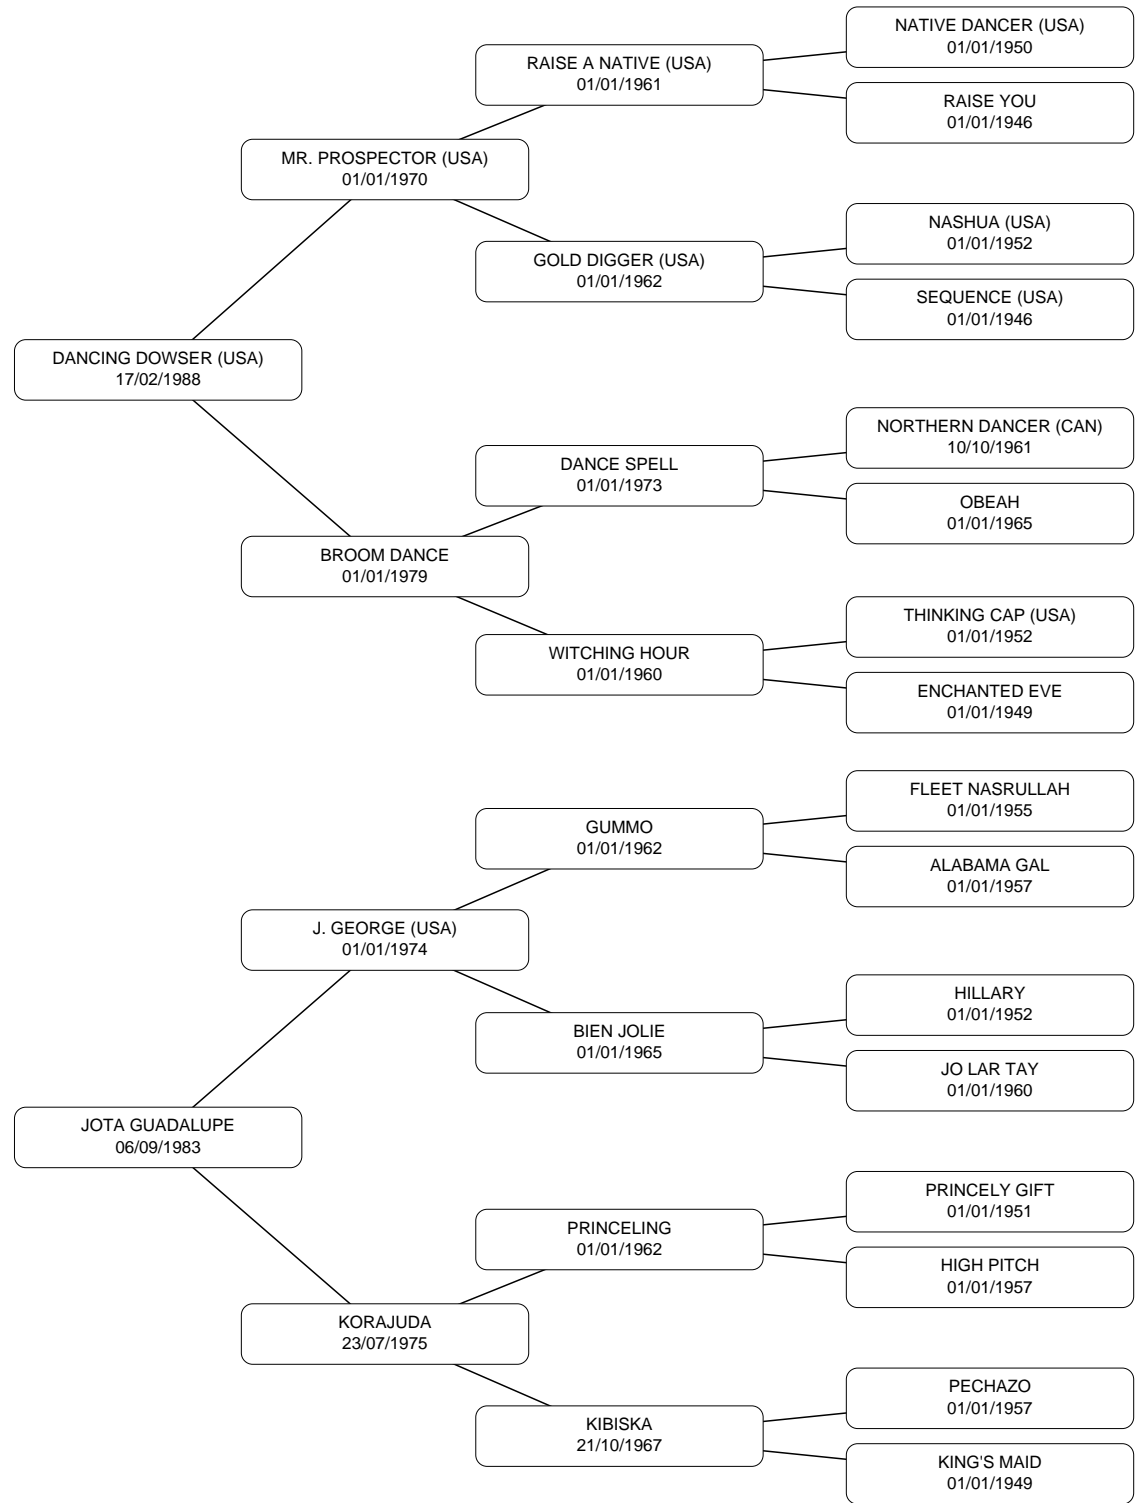 NATIVE DANCER (USA)
01/01/1950
RAISE A NATIVE (USA)
01/01/1961
RAISE YOU
01/01/1946
MR. PROSPECTOR (USA)
01/01/1970
NASHUA (USA)
01/01/1952
GOLD DIGGER (USA)
01/01/1962
SEQUENCE (USA)
01/01/1946
DANCING DOWSER (USA)
17/02/1988
NORTHERN DANCER (CAN)
10/10/1961
DANCE SPELL
01/01/1973
OBEAH
01/01/1965
BROOM DANCE
01/01/1979
THINKING CAP (USA)
01/01/1952
WITCHING HOUR
01/01/1960
ENCHANTED EVE
01/01/1949
FLEET NASRULLAH
01/01/1955
GUMMO
01/01/1962
ALABAMA GAL
01/01/1957
J. GEORGE (USA)
01/01/1974
HILLARY
01/01/1952
BIEN JOLIE
01/01/1965
JO LAR TAY
01/01/1960
JOTA GUADALUPE
06/09/1983
PRINCELY GIFT
01/01/1951
PRINCELING
01/01/1962
HIGH PITCH
01/01/1957
KORAJUDA
23/07/1975
PECHAZO
01/01/1957
KIBISKA
21/10/1967
KING'S MAID
01/01/1949